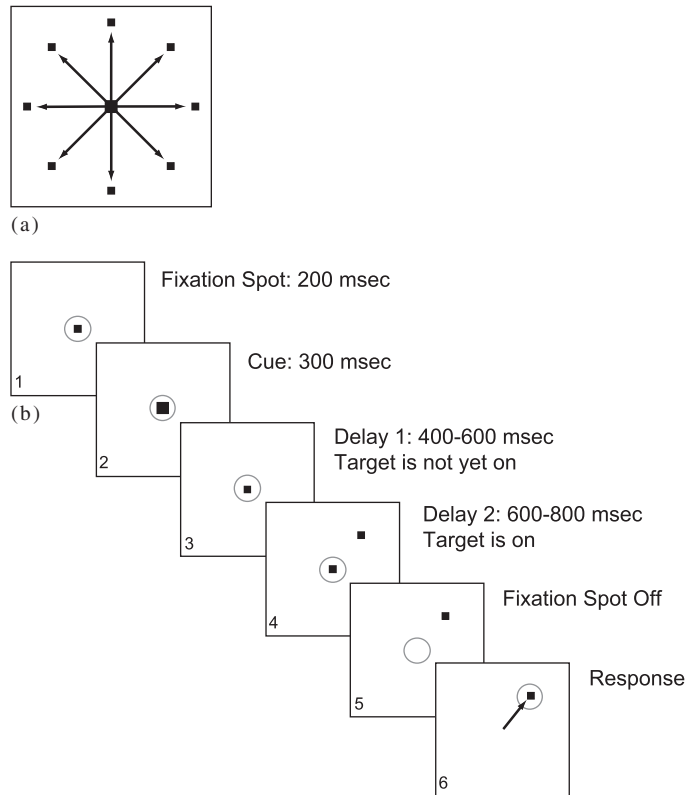 (a)
Fixation Spot: 200 msec
1
(b)
Cue: 300 msec
2
Delay 1: 400-600 msec
Target is not yet on
3
Delay 2: 600-800 msec
Target is on
4
Fixation Spot Off
5
Response
6